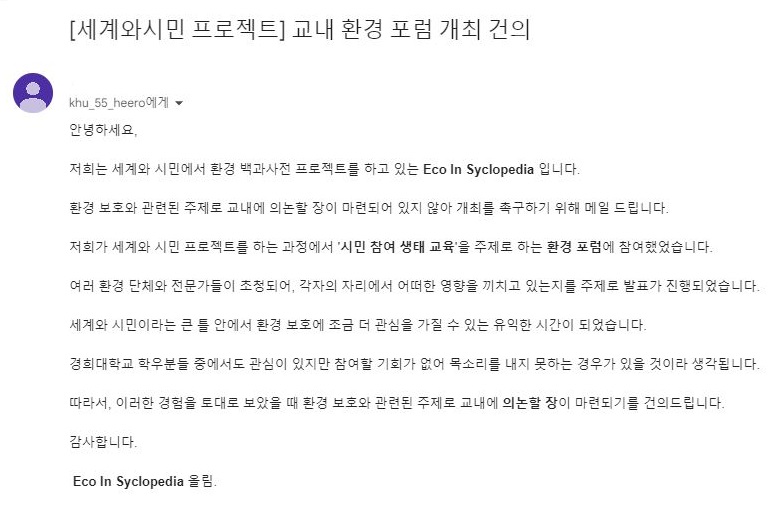 [세계와시민 프로젝트] 교내 환경 포럼 개최 건의
khu_55_heero에게
안녕하세요,
저희는 세계와 시민에서 환경 백과사전 프로젝트를 하고 있는 Eco In Syclopedia 입니다.
환경 보호와 관련된 주제로 교내에 의논할 장이 마련되어 있지 않아 개최를 촉구하기 위해 메일 드립니다.
저희가 세계와 시민 프로젝트를 하는 과정에서 '시민 참여 생태 교육'을 주제로 하는 환경 포럼에 참여했었습니다.
여러 환경 단체와 전문가들이 초청되어, 각자의 자리에서 어떠한 영향을 끼치고 있는지를 주제로 발표가 진행되었습니다.
세계와 시민이라는 큰 틀 안에서 환경 보호에 조금 더 관심을 가질 수 있는 유익한 시간이 되었습니다.
경희대학교 학우분들 중에서도 관심이 있지만 참여할 기회가 없어 목소리를 내지 못하는 경우가 있을 것이라 생각됩니다.
따라서, 이러한 경험을 토대로 보았을 때 환경 보호와 관련된 주제로 교내에 의논할 장이 마련되기를 건의드립니다.
감사합니다.
Eco In Syclopedia 올림.